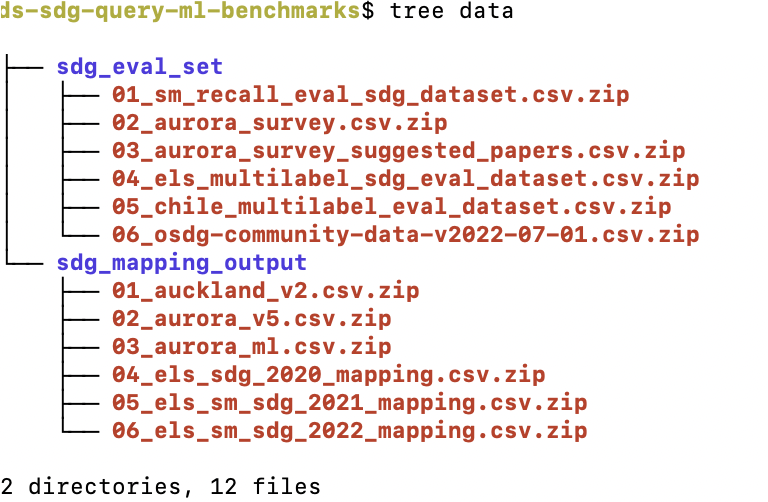 ds-sdg-query-ml-benchmarks$ tree data
├── sdg_eval_set
│   ├── 01_sm_recall_eval_sdg_dataset.csv.zip
│   ├── 02_aurora_survey.csv.zip
│   ├── 03_aurora_survey_suggested_papers.csv.zip
│   ├── 04_els_multilabel_sdg_eval_dataset.csv.zip
│   ├── 05_chile_multilabel_eval_dataset.csv.zip
│   └── 06_osdg-community-data-v2022-07-01.csv.zip
└── sdg_mapping_output
    ├── 01_auckland_v2.csv.zip
    ├── 02_aurora_v5.csv.zip
    ├── 03_aurora_ml.csv.zip
    ├── 04_els_sdg_2020_mapping.csv.zip
    ├── 05_els_sm_sdg_2021_mapping.csv.zip
    └── 06_els_sm_sdg_2022_mapping.csv.zip
2 directories, 12 files